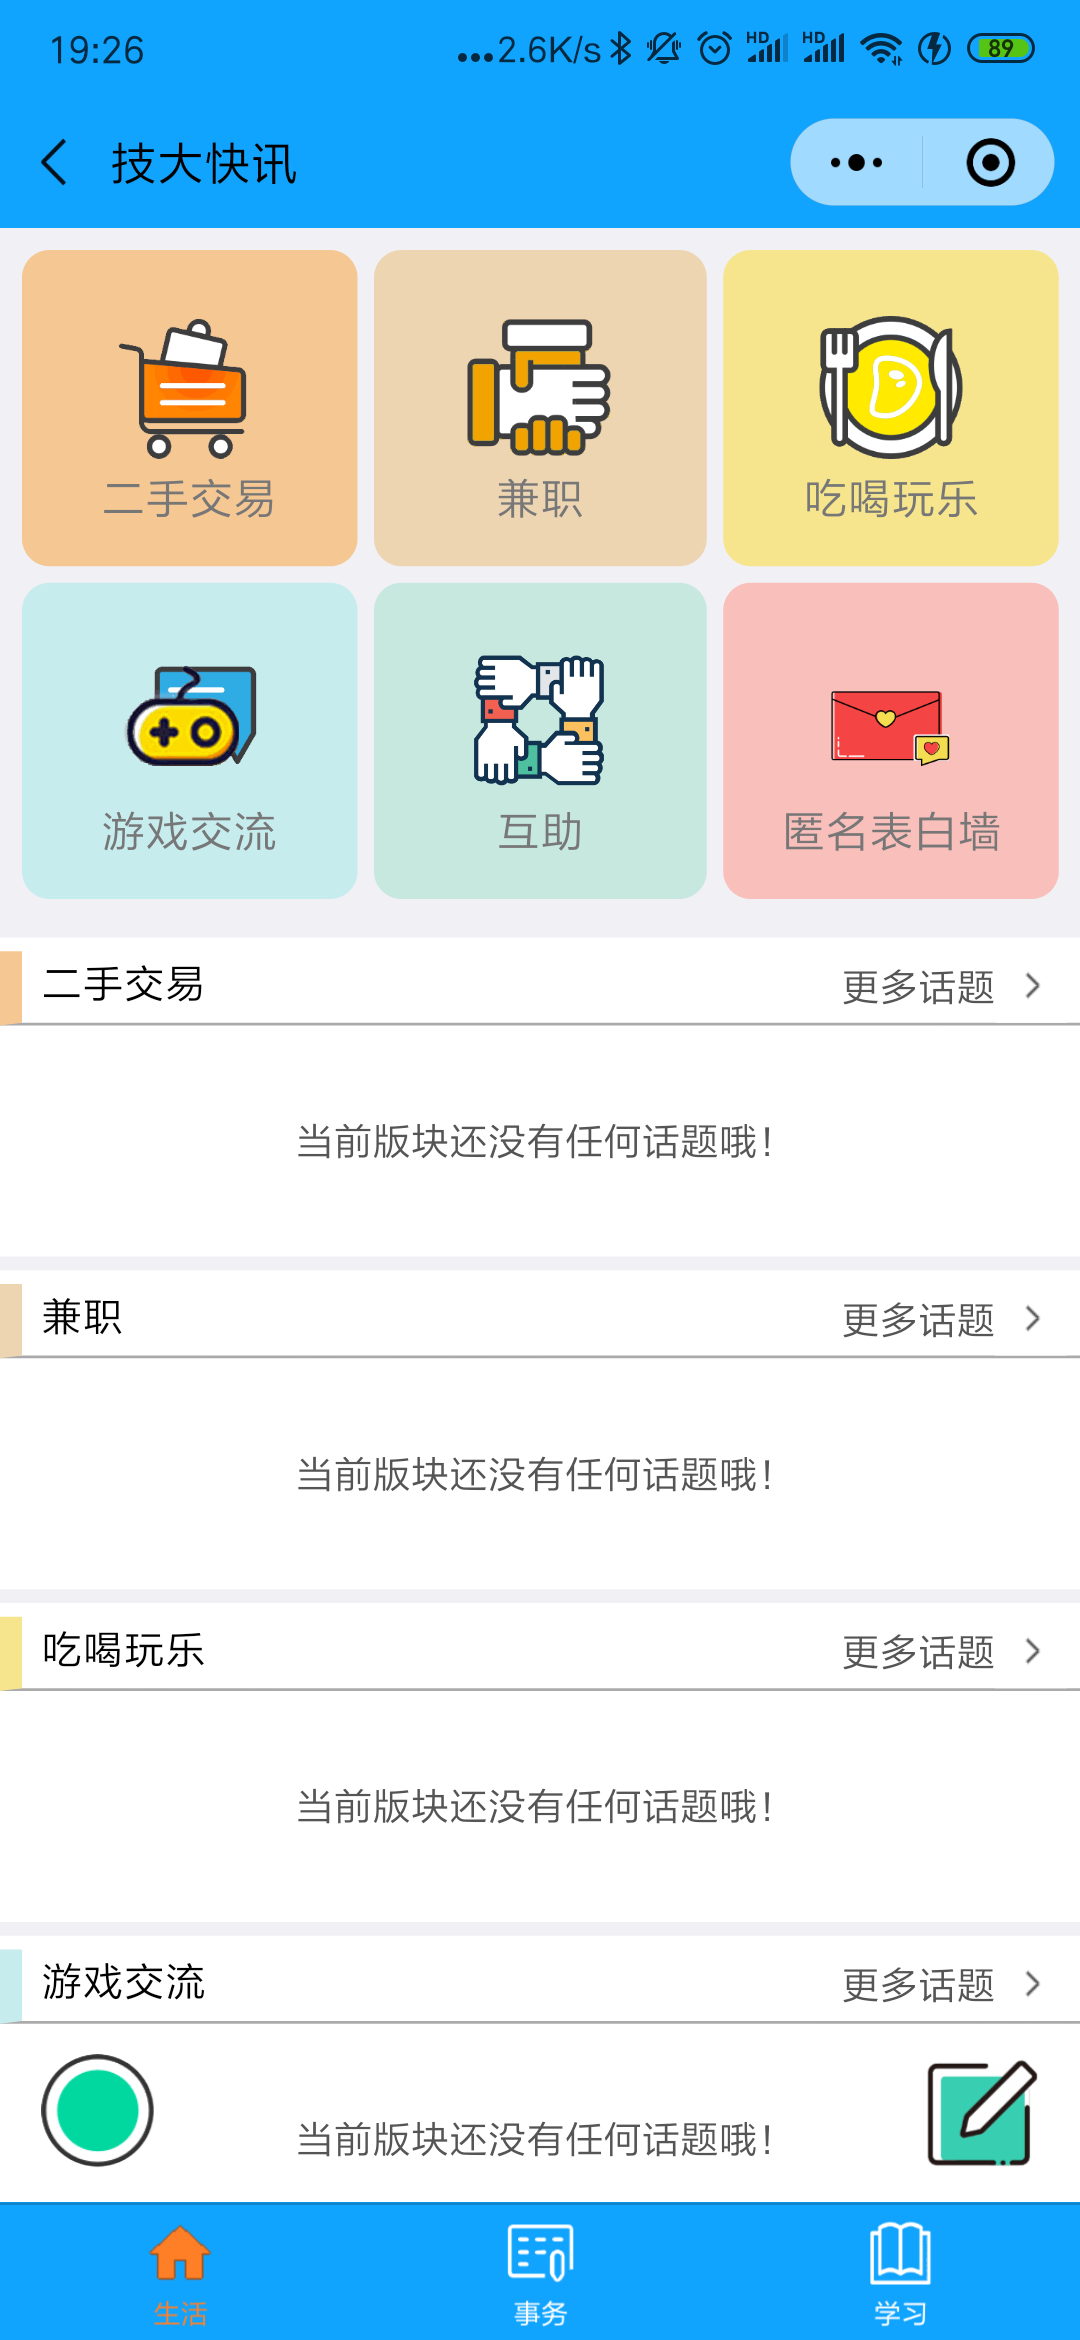 19:26
...2.6K/s HD HD 89
技大快讯
二手交易 兼职 吃喝玩乐
游戏交流 互助 匿名表白墙
二手交易 更多话题
当前版块还没有任何话题哦！
兼职 更多话题
当前版块还没有任何话题哦！
吃喝玩乐 更多话题
当前版块还没有任何话题哦！
游戏交流 更多话题
当前版块还没有任何话题哦！
生活 事务 学习